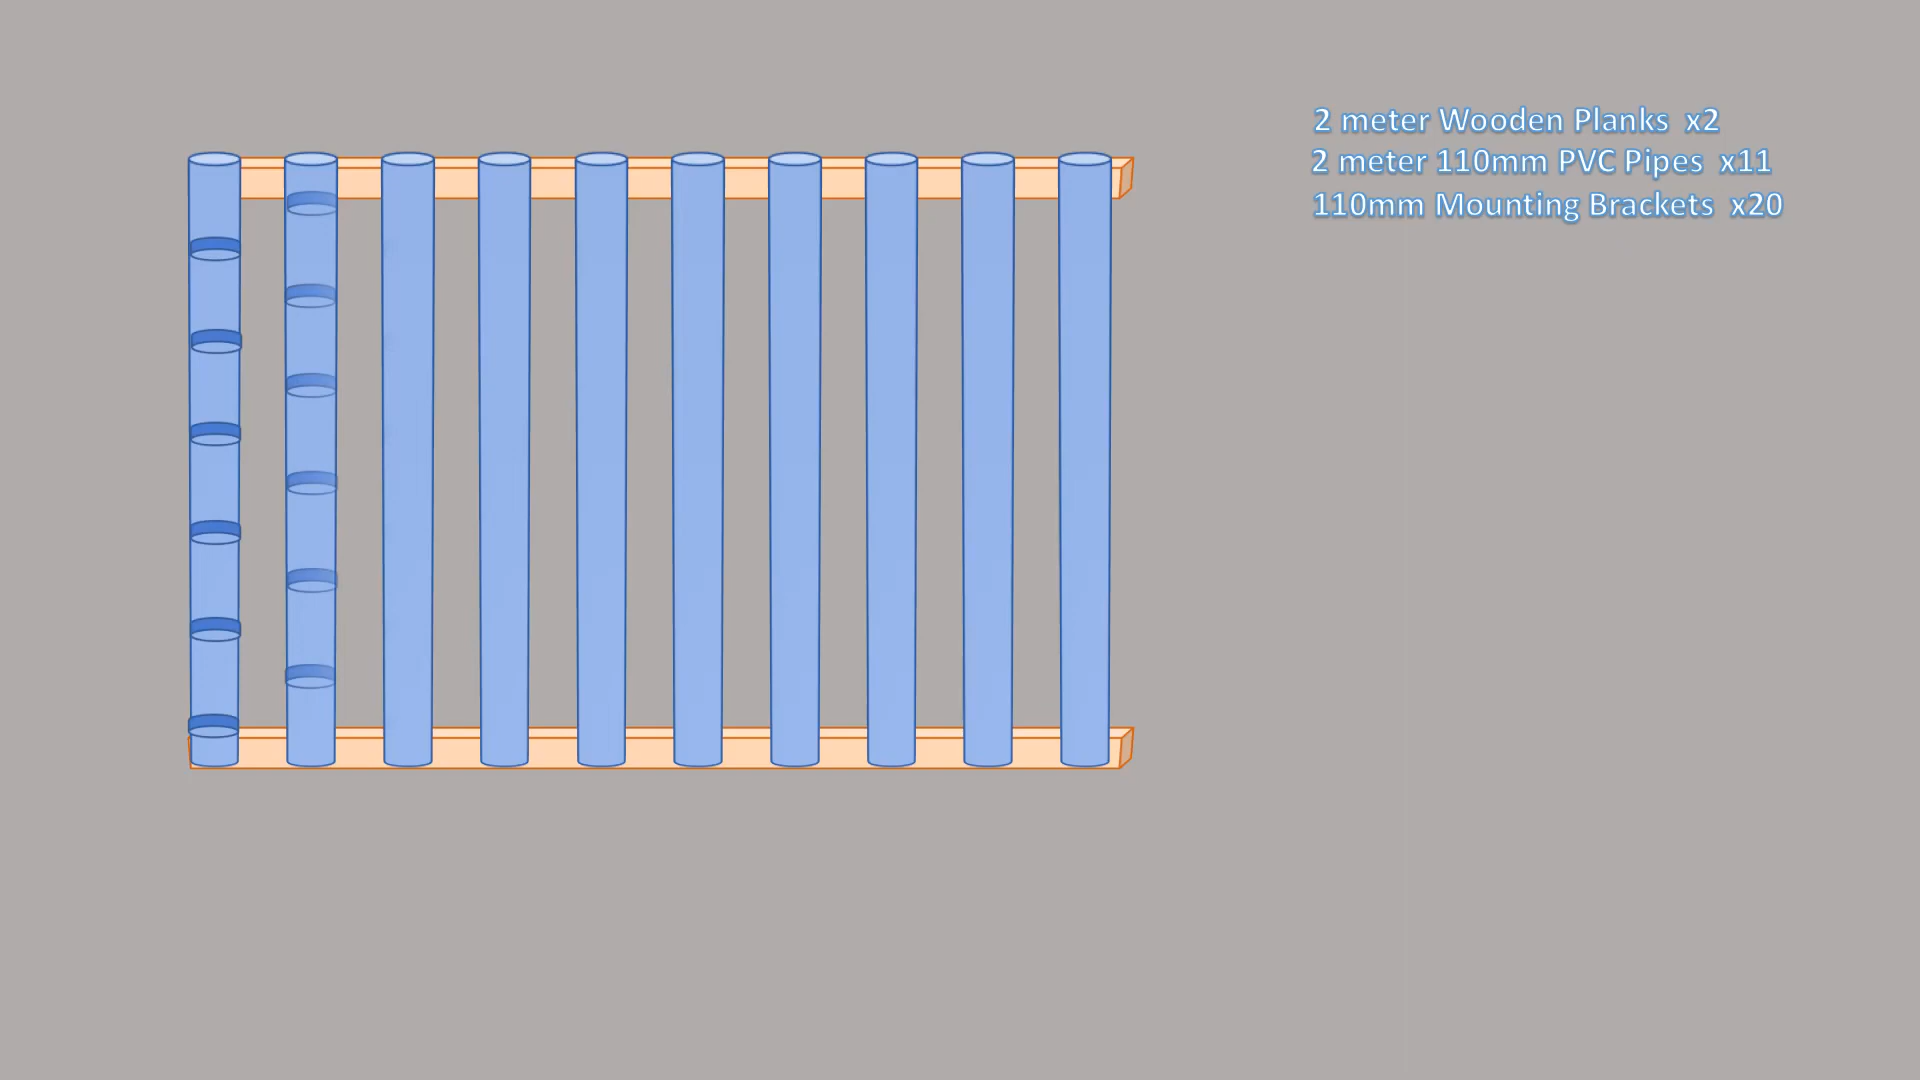 2 meter Wooden Planks x2
2 meter 110mm PVC Pipes x11
110mm Mounting Brackets x20